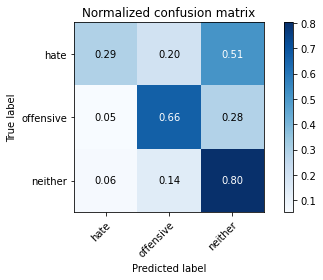 Normalized confusion matrix
True label
hate 0.29 0.20 0.51
offensive 0.05 0.66 0.28
neither 0.06 0.14 0.80
hate offensive neither
Predicted label
0.8
0.7
0.6
0.5
0.4
0.3
0.2
0.1